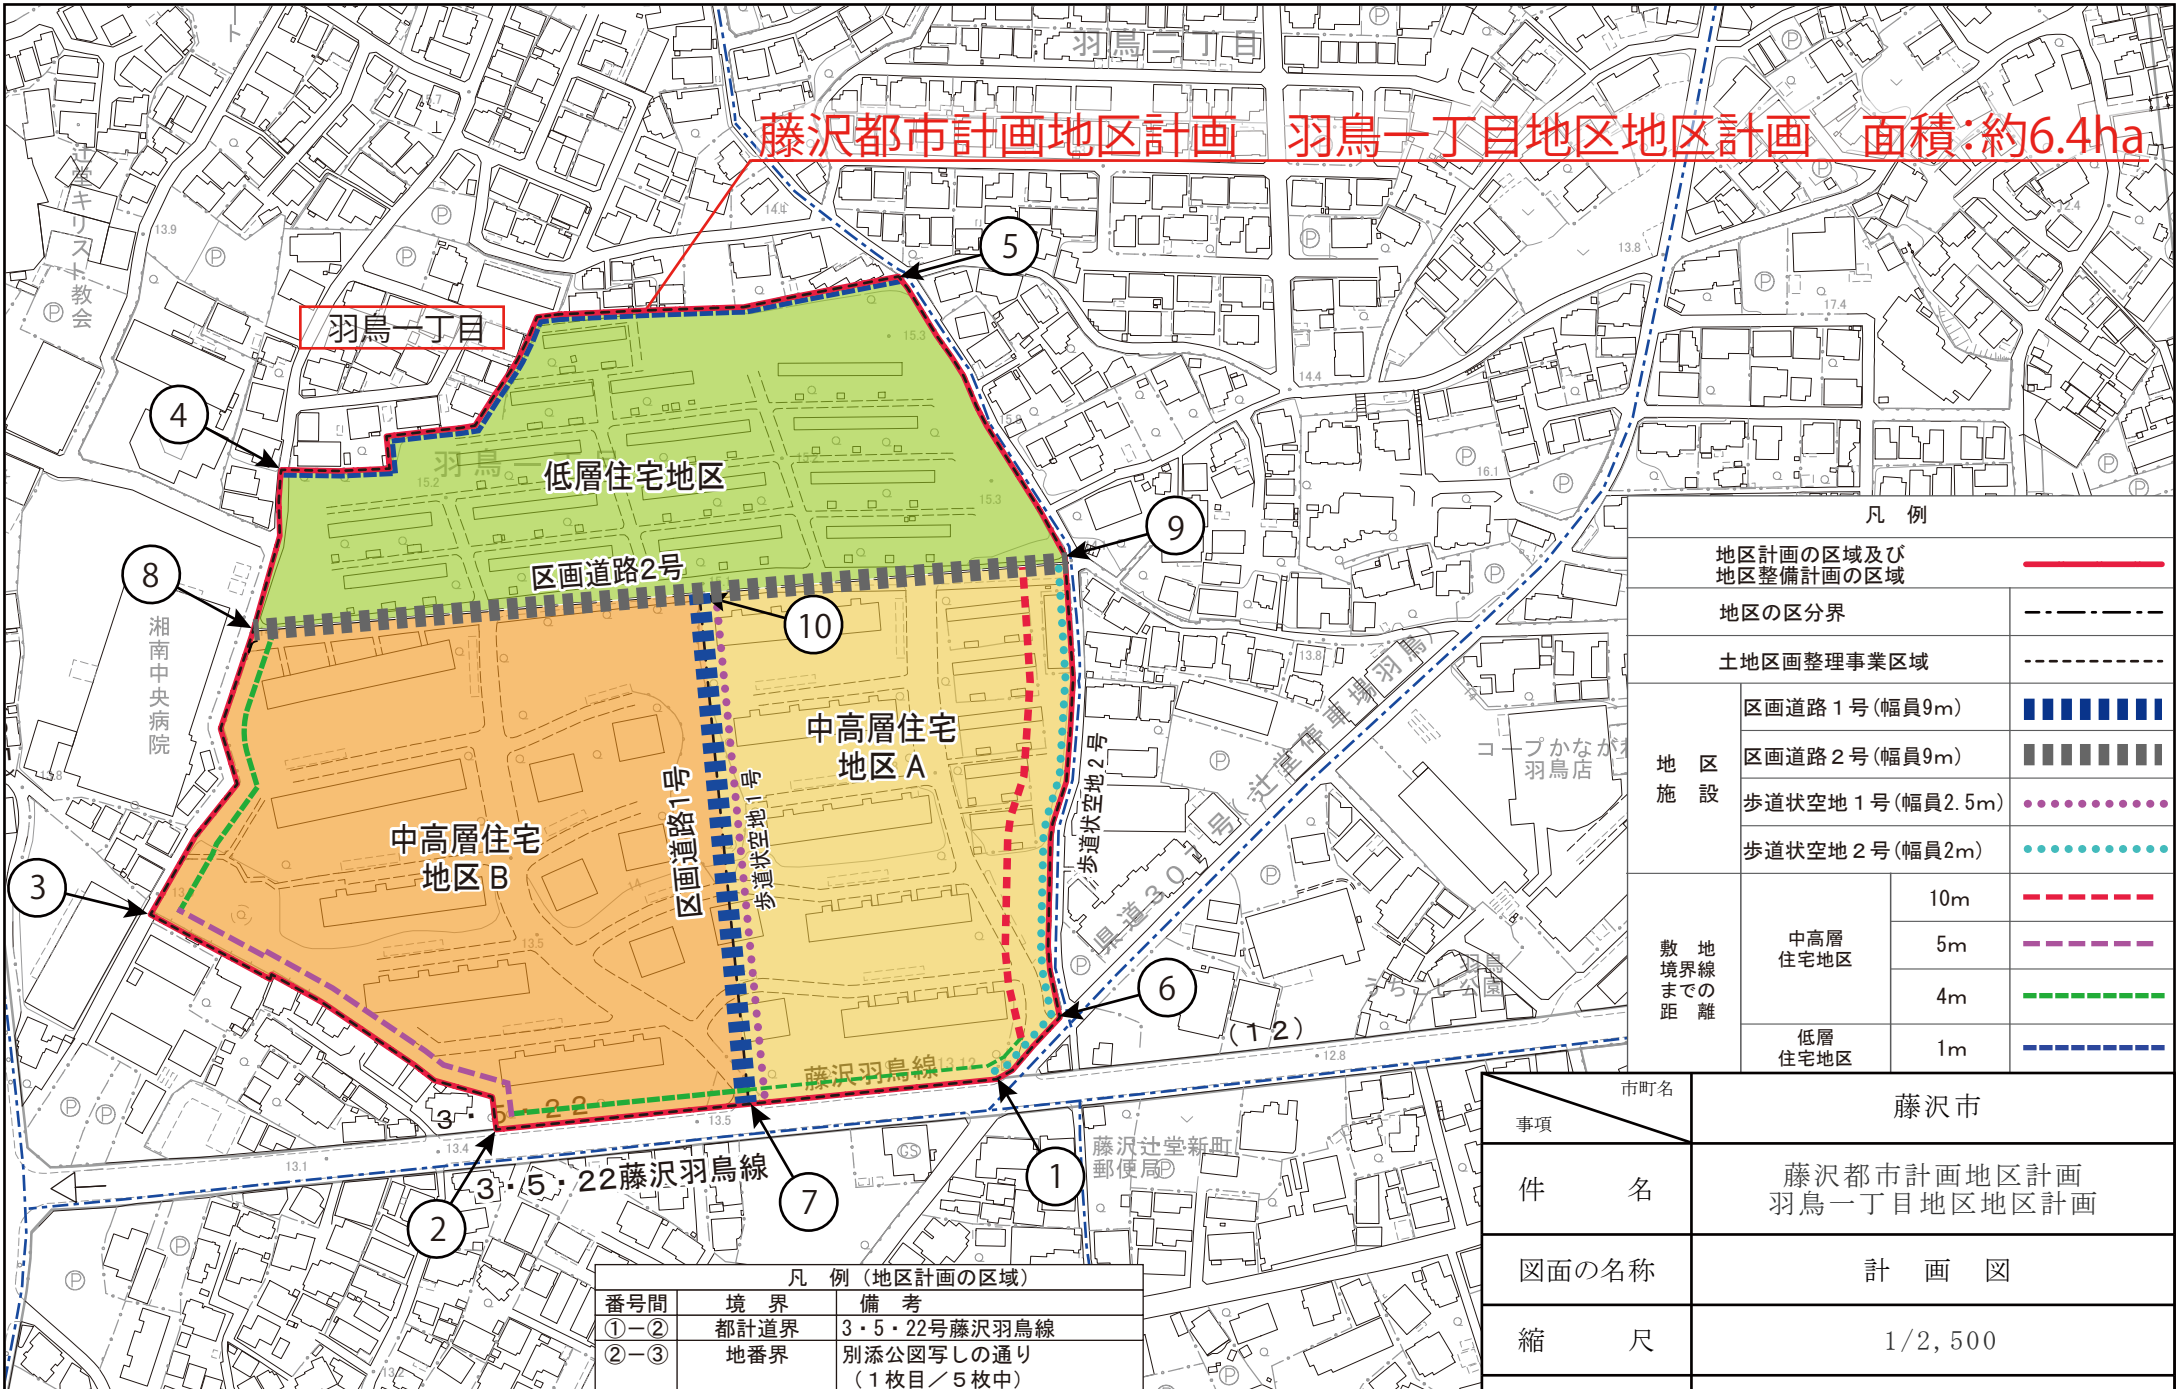 羽鳥二丁目
藤沢都市計画地区計画　羽鳥一丁目地区地区計画　面積:約6.4ha
辻堂キリスト教会
羽鳥一丁目
5
4
低層住宅地区
9
8
区画道路2号
10
湘南中央病院
中高層住宅
地区A
中高層住宅
地区B
区画道路1号
歩道状空地1号
歩道状空地2号
県道307号(辻堂停車場羽鳥)
コープかながわ
羽鳥店
3
6
(12)
藤沢羽鳥線
3・5・22
3・5・22藤沢羽鳥線
藤沢辻堂新町
郵便局
2
7
1
凡　例
地区計画の区域及び
地区整備計画の区域
地区の区分界
土地区画整理事業区域
地　区
施　設
区画道路1号(幅員9m)
区画道路2号(幅員9m)
歩道状空地1号(幅員2.5m)
歩道状空地2号(幅員2m)
敷　地
境界線
までの
距　離
中高層
住宅地区
10m
5m
4m
低層
住宅地区
1m
市町名
事項
藤沢市
件　名
藤沢都市計画地区計画
羽鳥一丁目地区地区計画
図面の名称
計　画　図
縮　尺
1/2,500
凡　例（地区計画の区域）
番号間　境　界　備　考
①－②　都計道界　3・5・22号藤沢羽鳥線
②－③　地番界　別添公図写しの通り
（1枚目／5枚中）